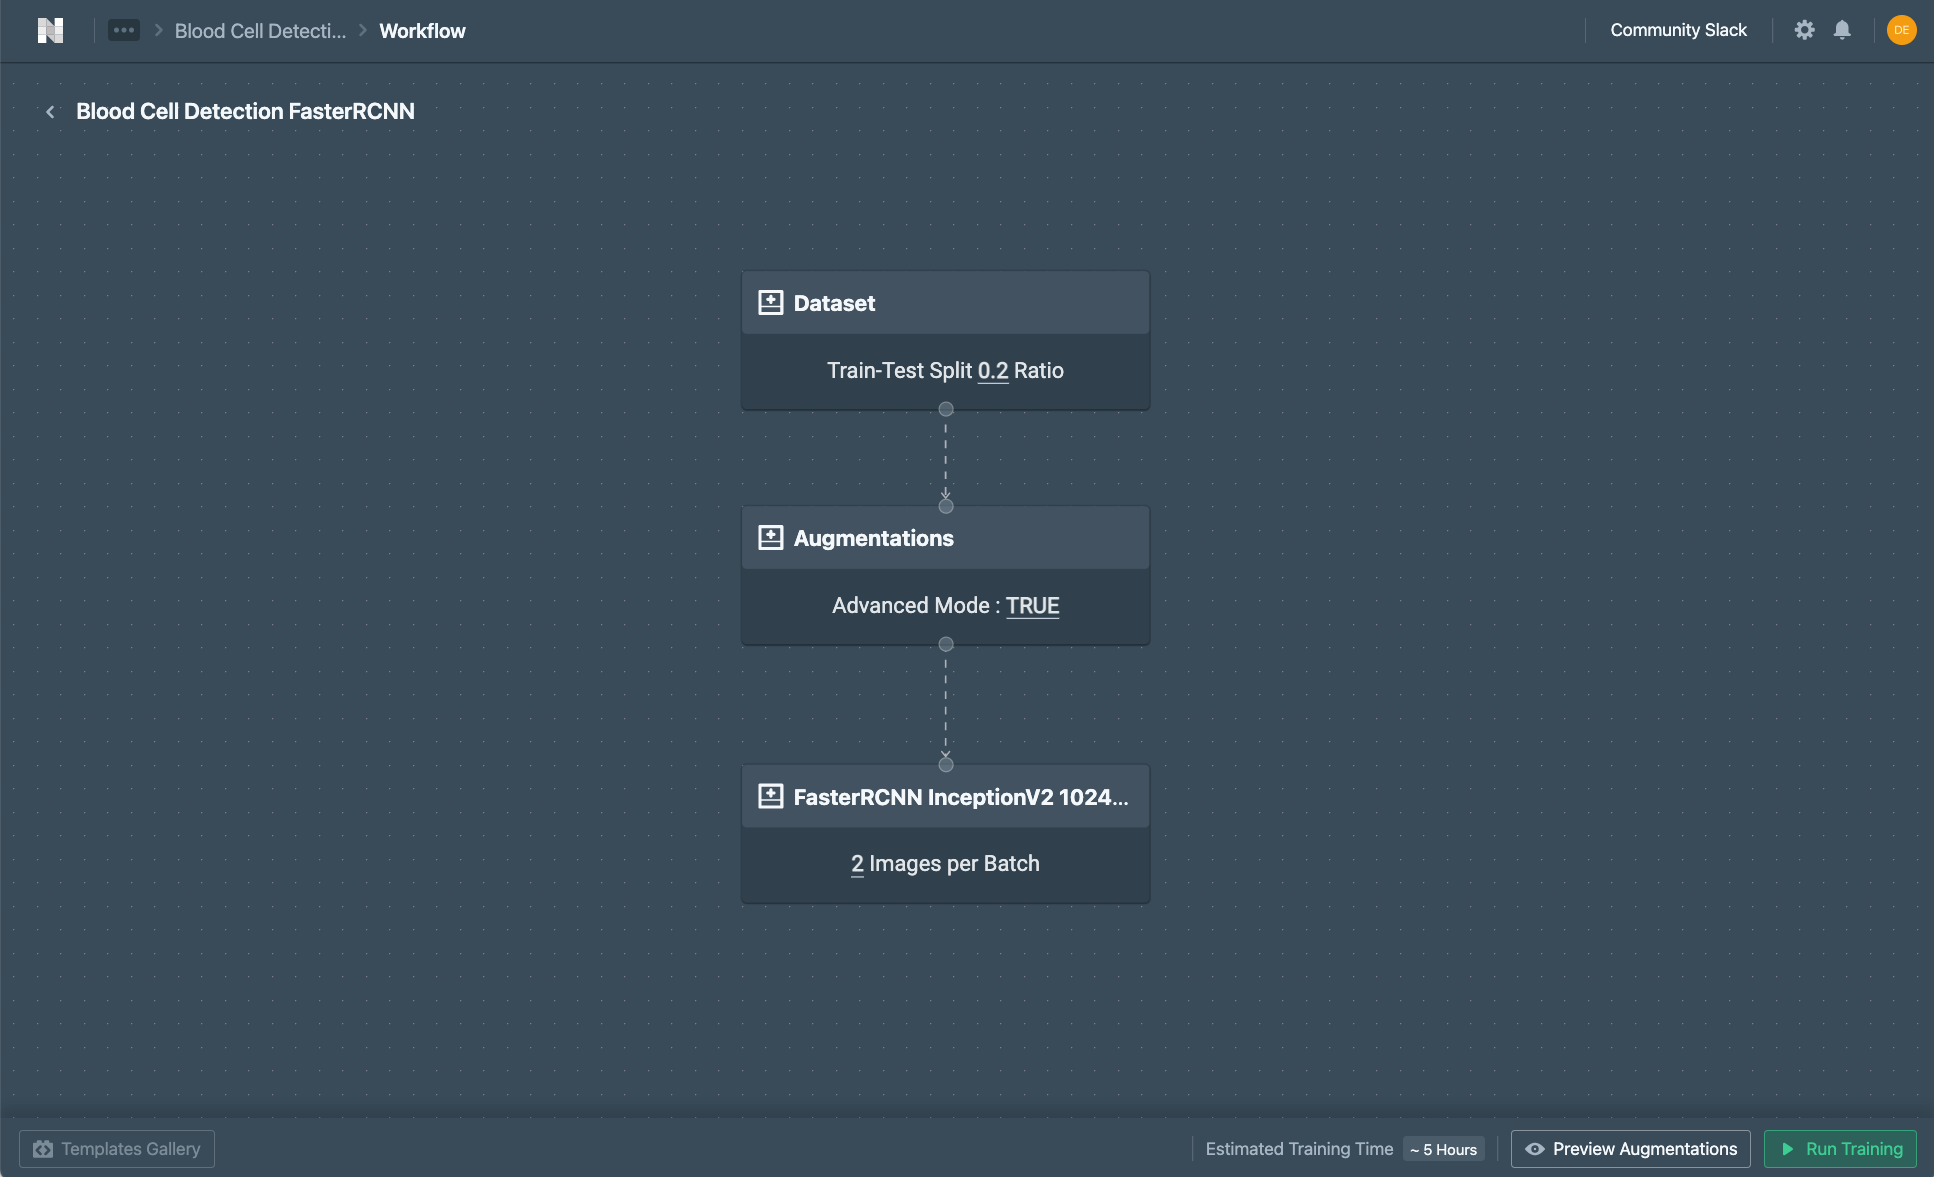 Blood Cell Detecti... Workflow Community Slack DE
Blood Cell Detection FasterRCNN
Dataset
Train-Test Split 0.2 Ratio
Augmentations
Advanced Mode : TRUE
FasterRCNN InceptionV2 1024...
2 Images per Batch
Templates Gallery Estimated Training Time ~ 5 Hours Preview Augmentations Run Training